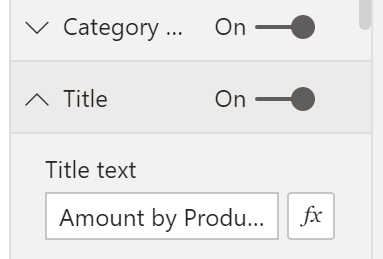 Category ... On
Title On
Title text
Amount by Produ... fx